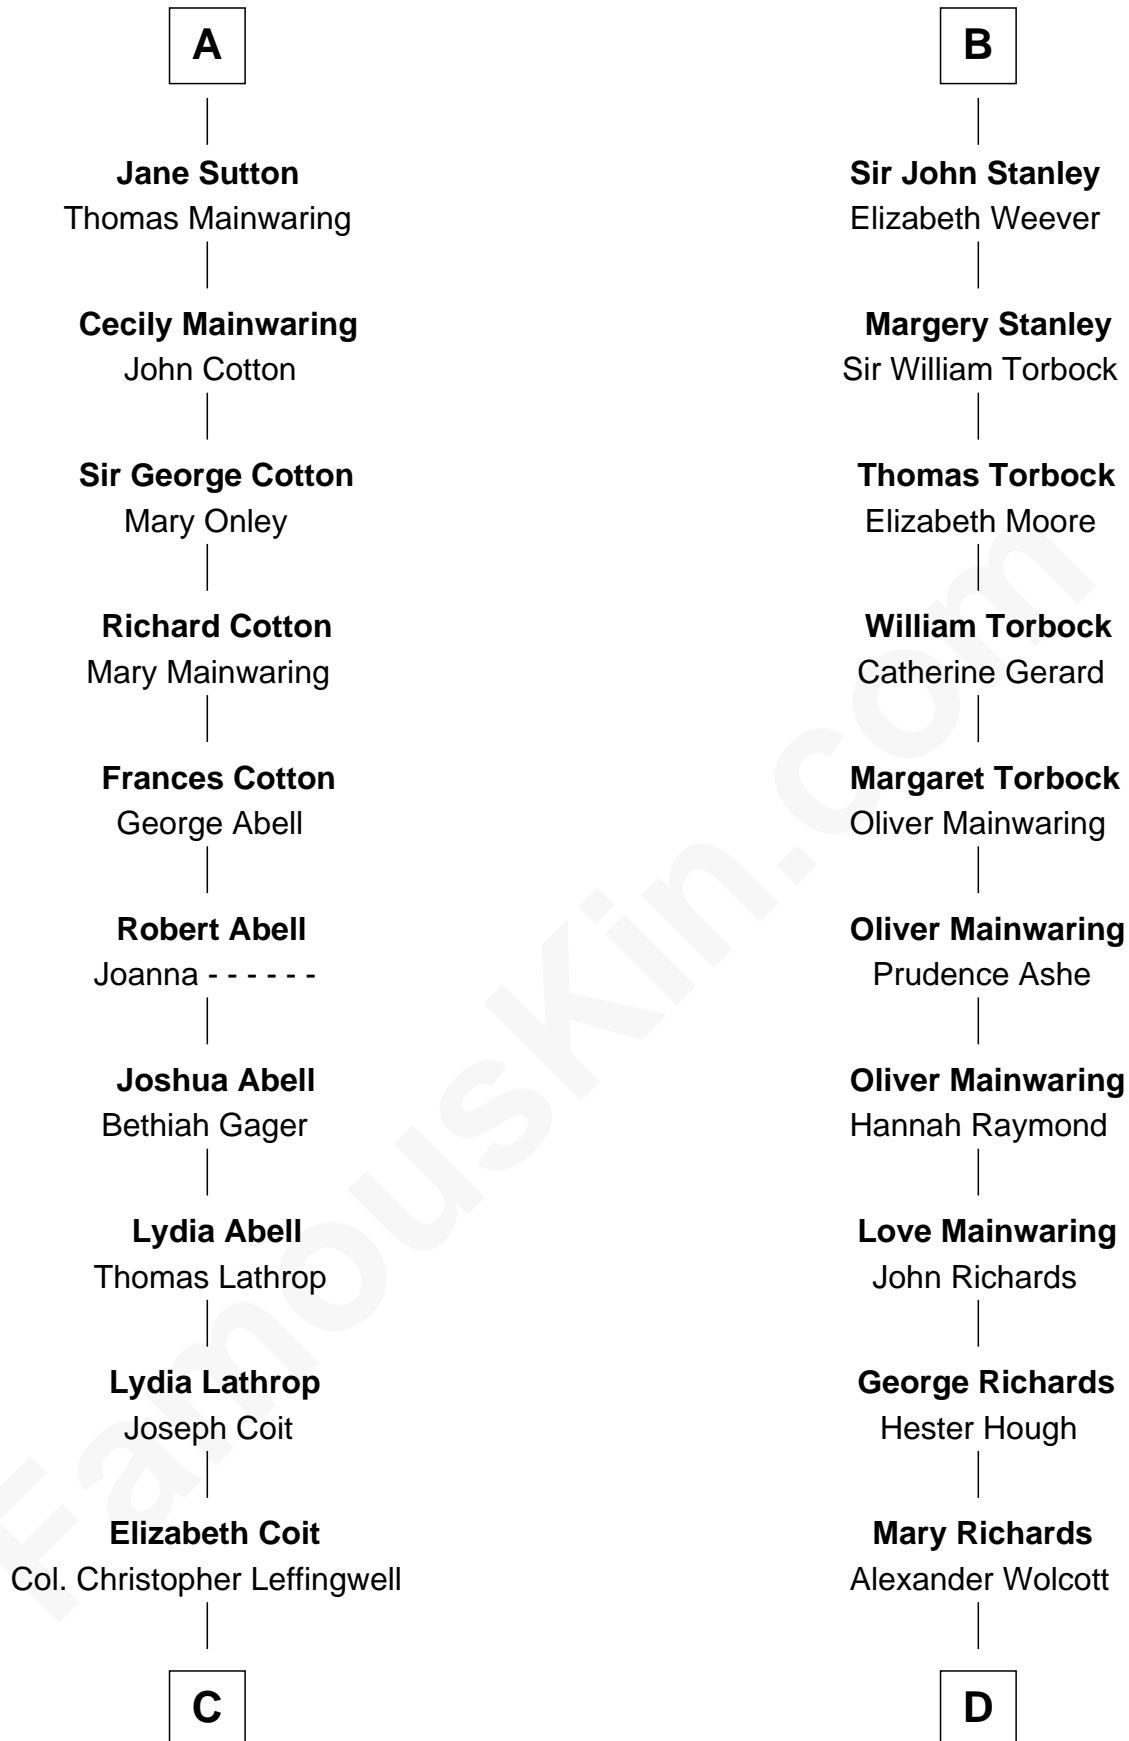 A
Jane Sutton
Thomas Mainwaring
Cecily Mainwaring
John Cotton
Sir George Cotton
Mary Onley
Richard Cotton
Mary Mainwaring
Frances Cotton
George Abell
Robert Abell
Joanna - - - - - -
Joshua Abell
Bethiah Gager
Lydia Abell
Thomas Lathrop
Lydia Lathrop
Joseph Coit
Elizabeth Coit
Col. Christopher Leffingwell
C
B
Sir John Stanley
Elizabeth Weever
Margery Stanley
Sir William Torbock
Thomas Torbock
Elizabeth Moore
William Torbock
Catherine Gerard
Margaret Torbock
Oliver Mainwaring
Oliver Mainwaring
Prudence Ashe
Oliver Mainwaring
Hannah Raymond
Love Mainwaring
John Richards
George Richards
Hester Hough
Mary Richards
Alexander Wolcott
D
FamousKin.com